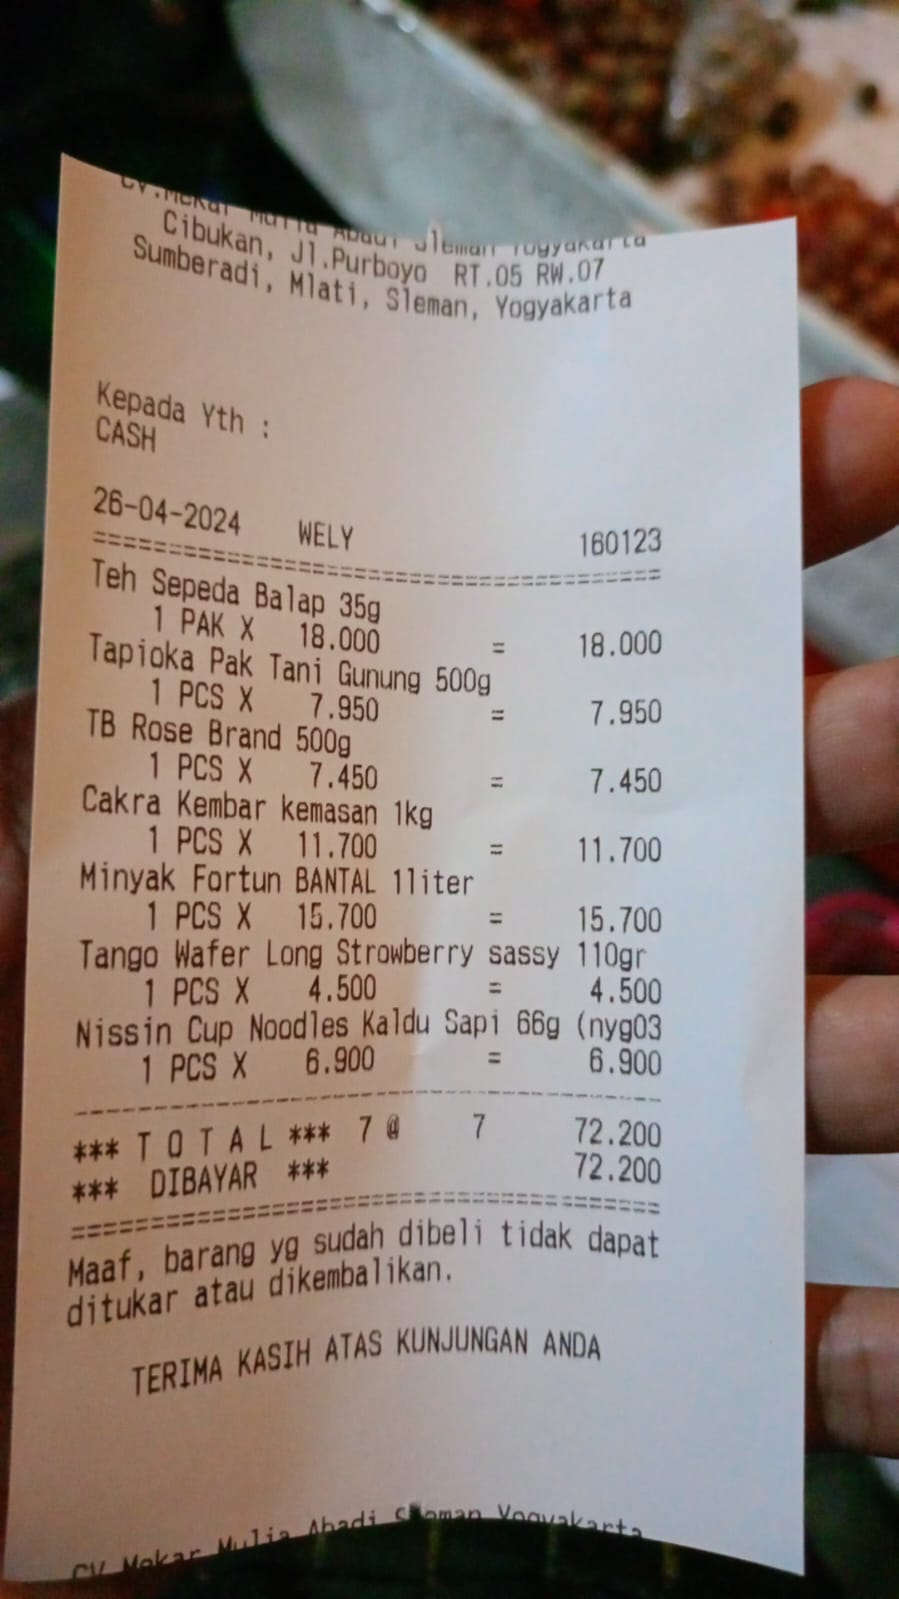 CV.Mekar Mulia Abadi Sleman Yogyakarta
Cibukan, Jl.Purboyo RT.05 RW.07
Sumberadi, Mlati, Sleman, Yogyakarta
Kepada Yth :
CASH
26-04-2024 WELY 160123
=====================================
Teh Sepeda Balap 35g
1 PAK X 18.000 = 18.000
Tapioka Pak Tani Gunung 500g
1 PCS X 7.950 = 7.950
TB Rose Brand 500g
1 PCS X 7.450 = 7.450
Cakra Kembar kemasan 1kg
1 PCS X 11.700 = 11.700
Minyak Fortun BANTAL 1liter
1 PCS X 15.700 = 15.700
Tango Wafer Long Strowberry sassy 110gr
1 PCS X 4.500 = 4.500
Nissin Cup Noodles Kaldu Sapi 66g (nyg03
1 PCS X 6.900 = 6.900
----------------------------------------
*** T O T A L *** 7 @ 7 72.200
*** DIBAYAR *** 72.200
=====================================
Maaf, barang yg sudah dibeli tidak dapat
ditukar atau dikembalikan.
TERIMA KASIH ATAS KUNJUNGAN ANDA
CV Mekar Mulia Abadi Sleman Yogyakarta